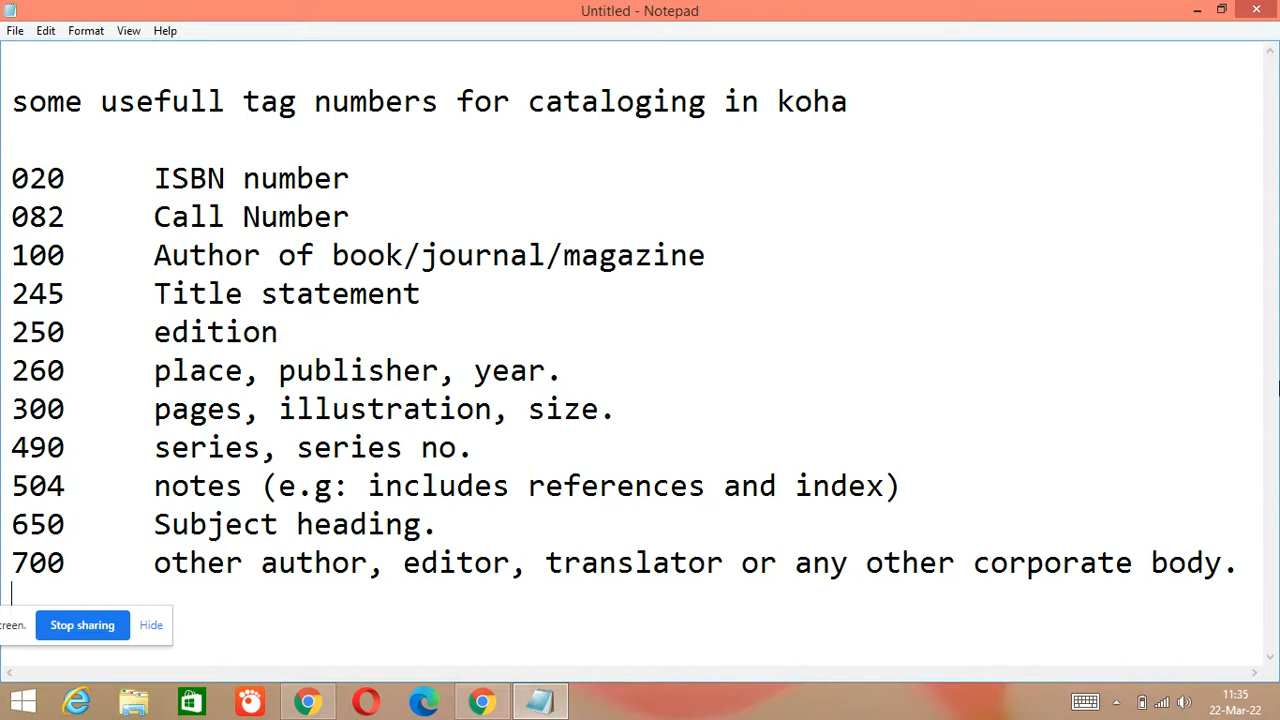 Untitled - Notepad
File Edit Format View Help
some usefull tag numbers for cataloging in koha
020 ISBN number
082 Call Number
100 Author of book/journal/magazine
245 Title statement
250 edition
260 place, publisher, year.
300 pages, illustration, size.
490 series, series no.
504 notes (e.g: includes references and index)
650 Subject heading.
700 other author, editor, translator or any other corporate body.
creen. Stop sharing Hide
11:35
22-Mar-22